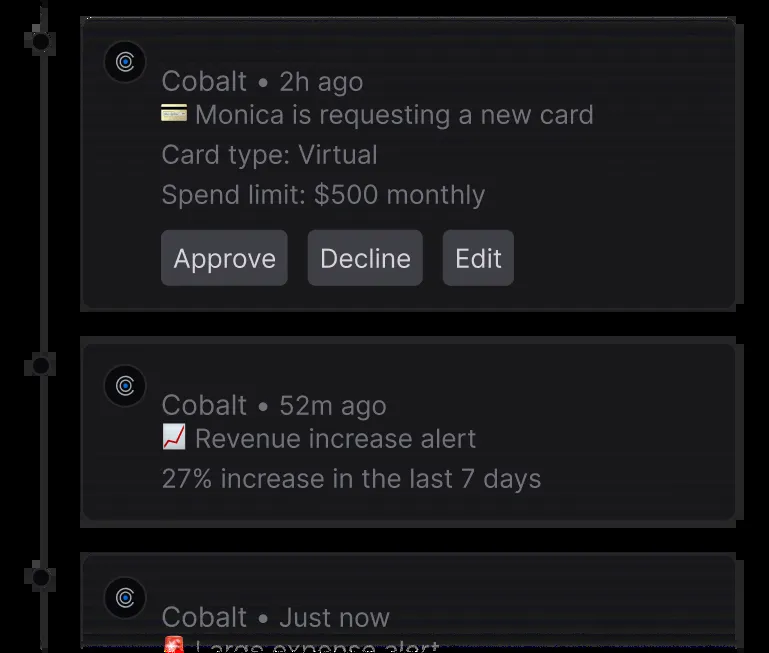 Cobalt • 2h ago
💳 Monica is requesting a new card
Card type: Virtual
Spend limit: $500 monthly
Approve Decline Edit
Cobalt • 52m ago
📈 Revenue increase alert
27% increase in the last 7 days
Cobalt • Just now
🚨 Large expense alert